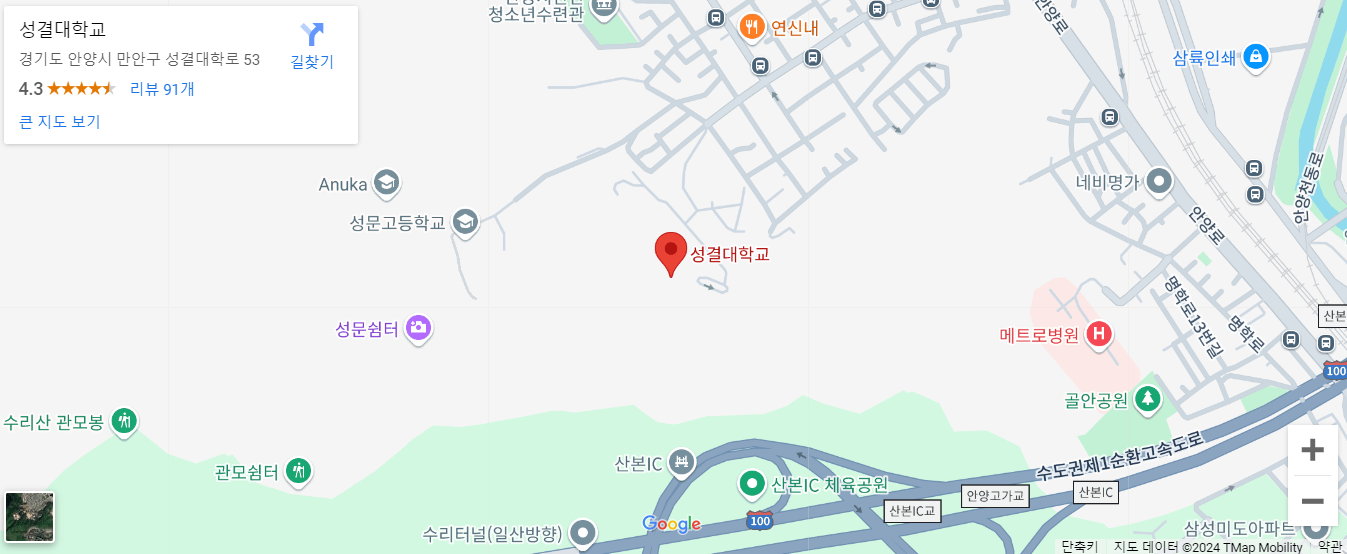 성결대학교
경기도 안양시 만안구 성결대학로 53
4.3
리뷰 91개
길찾기
큰 지도 보기
청소년수련관
연신내
안양로
삼륙인쇄
Anuka
성문고등학교
네비명가
안양천동로
안양로
성결대학교
명학로13번길
명학로
산본
성문쉼터
메트로병원
100
골안공원
수리산 관모봉
관모쉼터
산본IC
산본IC 체육공원
수도권제1순환고속도로
안양고가교
산본IC
산본IC교
수리터널(일산방향)
Google
100
삼성미도아파트
단축키
지도 데이터 ©2024 TMap Mobility
약관